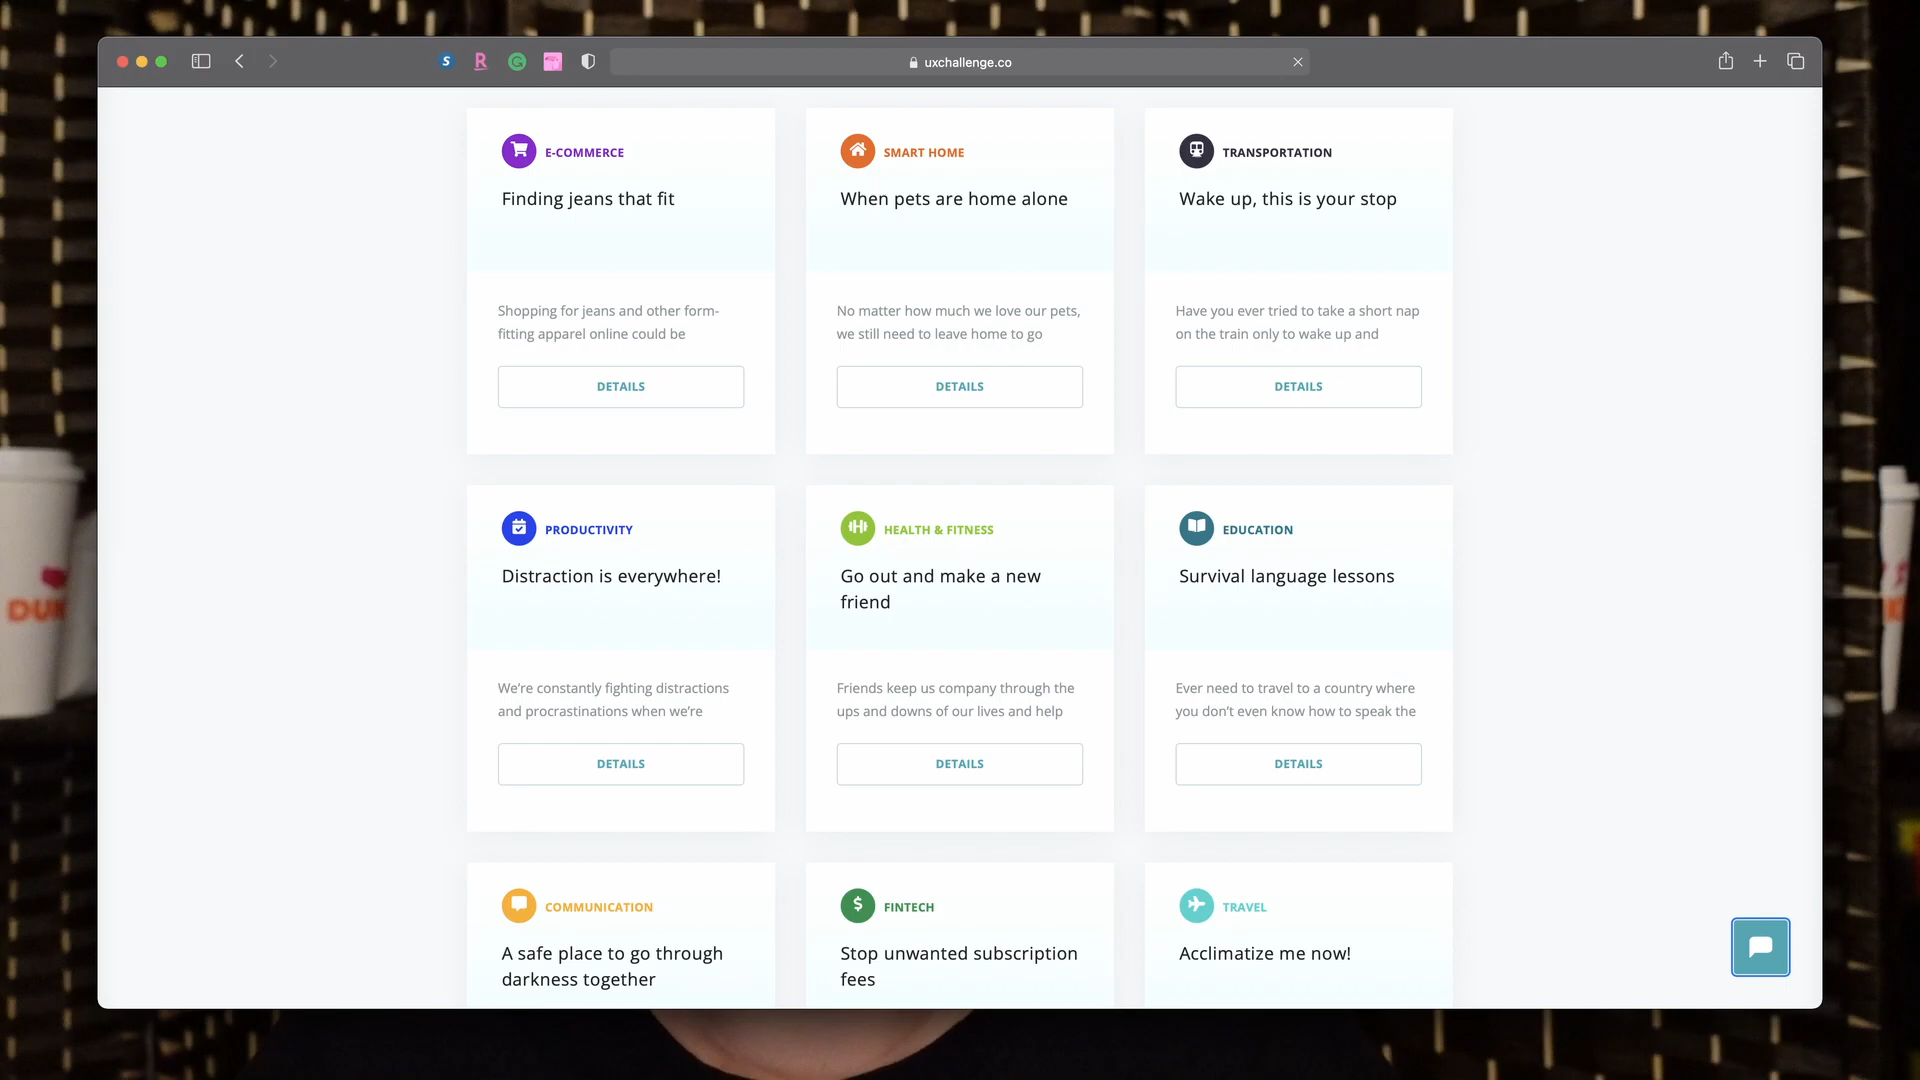 S
R
G
uxchallenge.co
E-COMMERCE
Finding jeans that fit
Shopping for jeans and other form-
fitting apparel online could be
DETAILS
SMART HOME
When pets are home alone
No matter how much we love our pets,
we still need to leave home to go
DETAILS
TRANSPORTATION
Wake up, this is your stop
Have you ever tried to take a short nap
on the train only to wake up and
DETAILS
PRODUCTIVITY
Distraction is everywhere!
We’re constantly fighting distractions
and procrastinations when we’re
DETAILS
HEALTH & FITNESS
Go out and make a new
friend
Friends keep us company through the
ups and downs of our lives and help
DETAILS
EDUCATION
Survival language lessons
Ever need to travel to a country where
you don’t even know how to speak the
DETAILS
COMMUNICATION
A safe place to go through
darkness together
FINTECH
$
Stop unwanted subscription
fees
TRAVEL
Acclimatize me now!
DUN